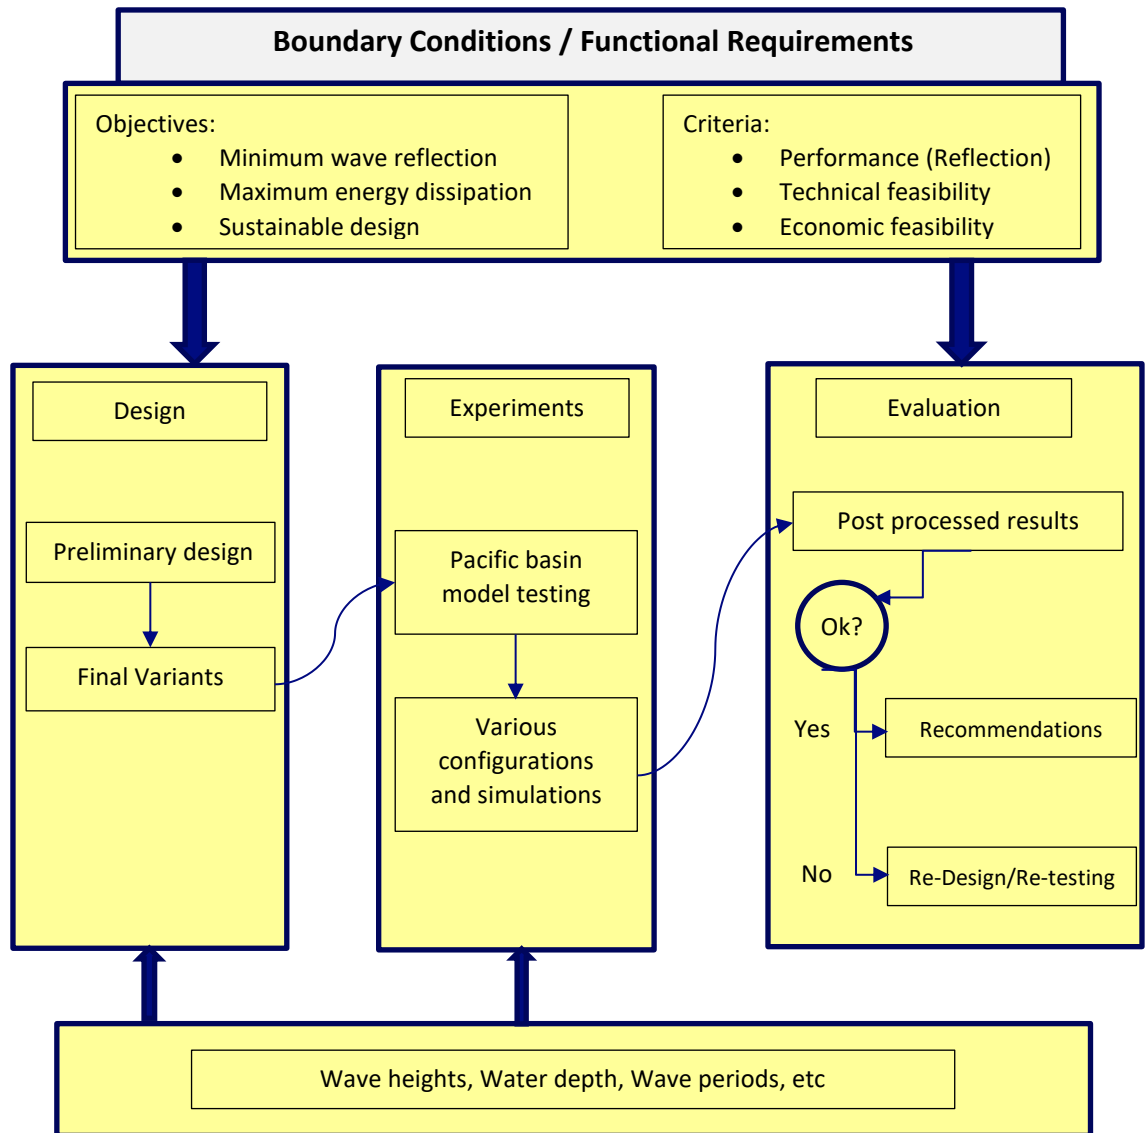 Boundary Conditions / Functional Requirements
Objectives:
• Minimum wave reflection
• Maximum energy dissipation
• Sustainable design
Criteria:
• Performance (Reflection)
• Technical feasibility
• Economic feasibility
Design
Preliminary design
Final Variants
Experiments
Pacific basin
model testing
Various
configurations
and simulations
Evaluation
Post processed results
Ok?
Yes
Recommendations
No
Re-Design/Re-testing
Wave heights, Water depth, Wave periods, etc